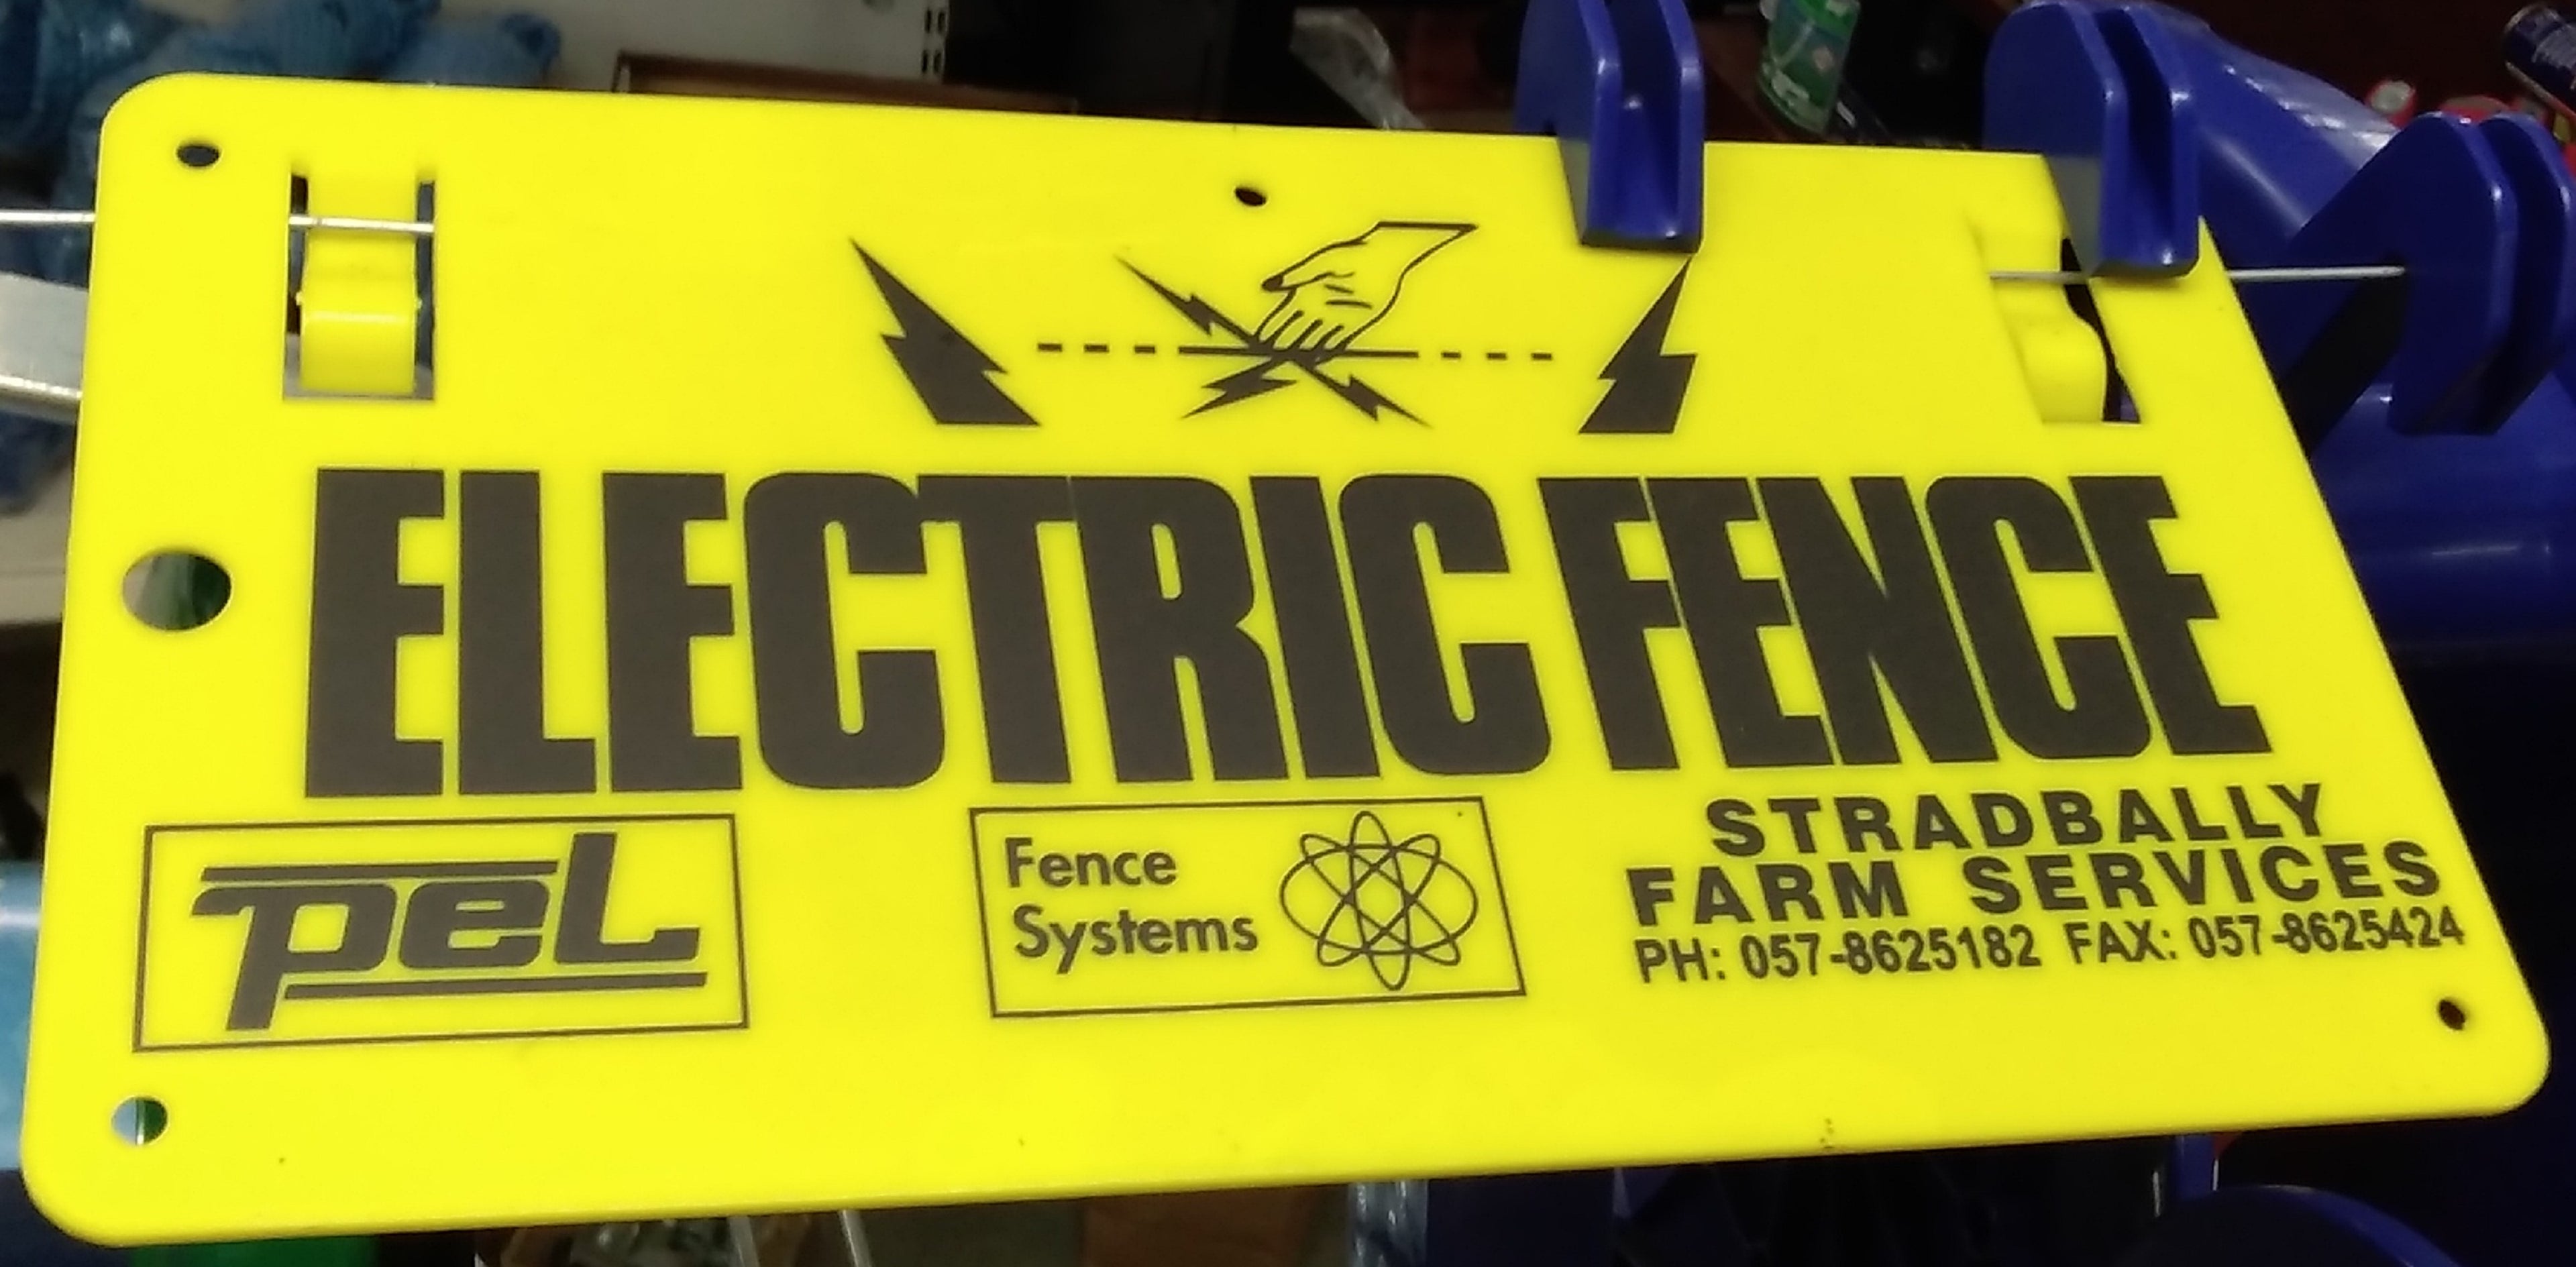 ELECTRIC FENCE
pel
Fence
Systems
STRADBALLY
FARM SERVICES
PH: 057-8625182 FAX: 057-8625424